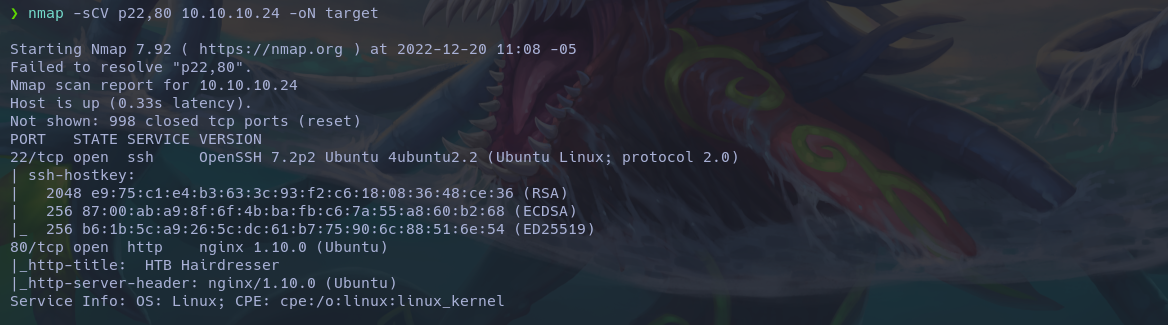 ❯ nmap -sCV p22,80 10.10.10.24 -oN target
Starting Nmap 7.92 ( https://nmap.org ) at 2022-12-20 11:08 -05
Failed to resolve "p22,80".
Nmap scan report for 10.10.10.24
Host is up (0.33s latency).
Not shown: 998 closed tcp ports (reset)
PORT   STATE SERVICE VERSION
22/tcp open  ssh     OpenSSH 7.2p2 Ubuntu 4ubuntu2.2 (Ubuntu Linux; protocol 2.0)
| ssh-hostkey:
|   2048 e9:75:c1:e4:b3:63:3c:93:f2:c6:18:08:36:48:ce:36 (RSA)
|   256 87:00:ab:a9:8f:6f:4b:ba:fb:c6:7a:55:a8:60:b2:68 (ECDSA)
|_  256 b6:1b:5c:a9:26:5c:dc:61:b7:75:90:6c:88:51:6e:54 (ED25519)
80/tcp open  http    nginx 1.10.0 (Ubuntu)
|_http-title:  HTB Hairdresser
|_http-server-header: nginx/1.10.0 (Ubuntu)
Service Info: OS: Linux; CPE: cpe:/o:linux:linux_kernel